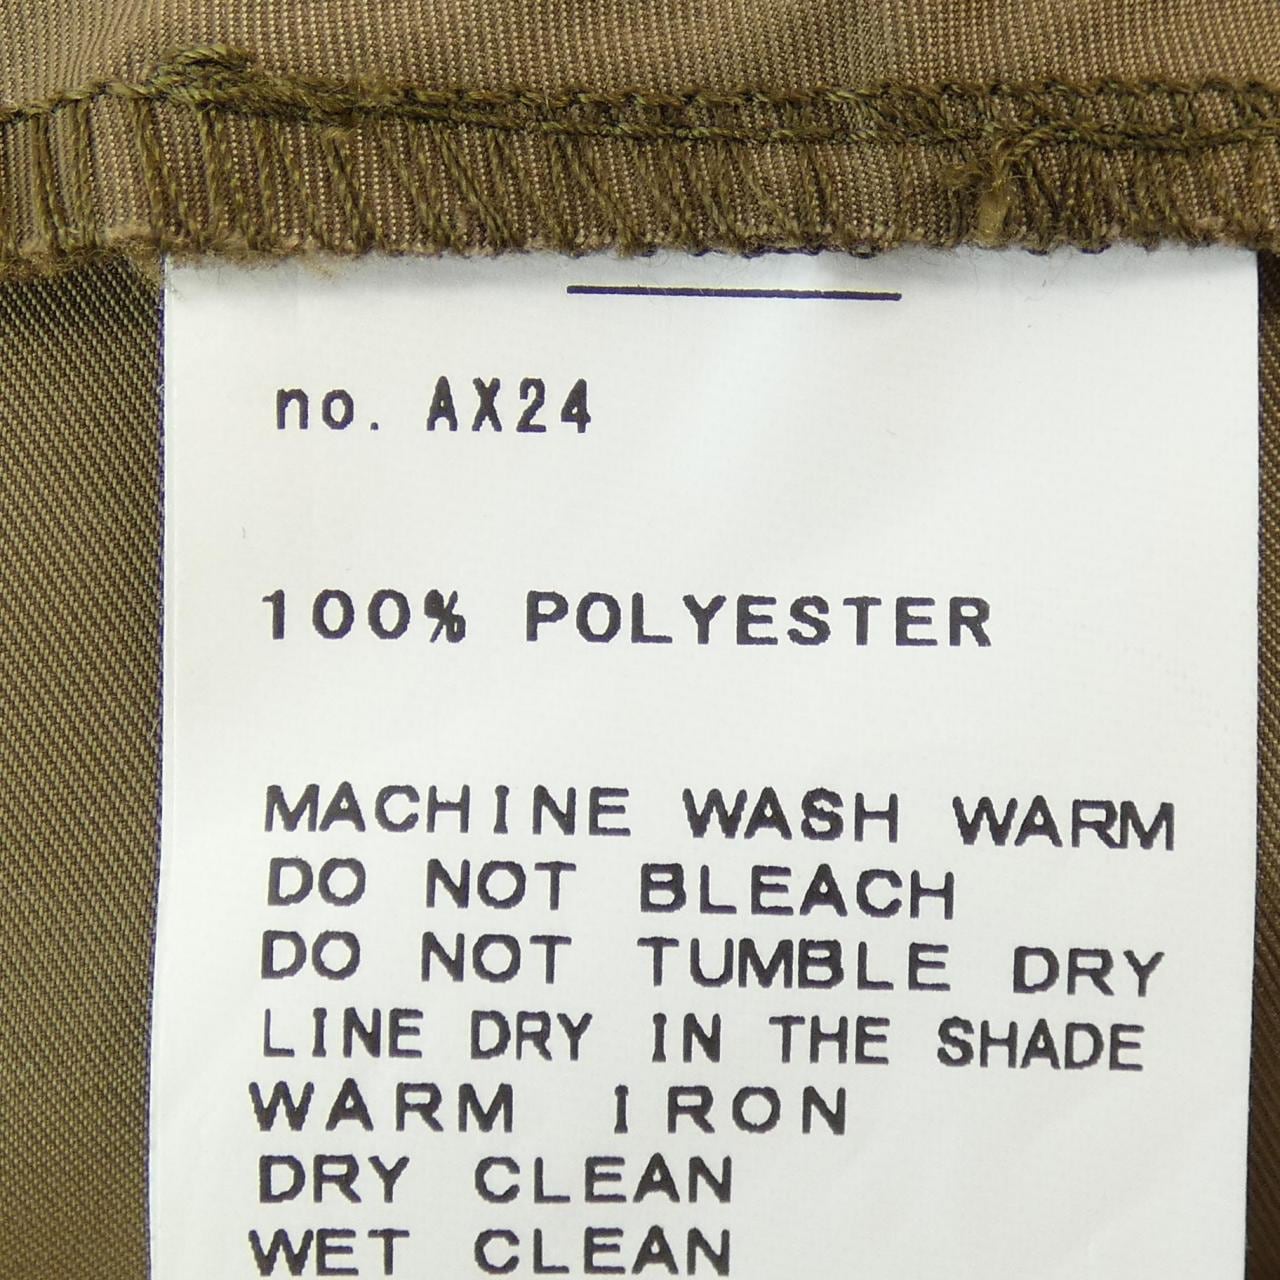 no. AX24
100% POLYESTER
MACHINE WASH WARM
DO NOT BLEACH
DO NOT TUMBLE DRY
LINE DRY IN THE SHADE
WARM IRON
DRY CLEAN
WET CLEAN